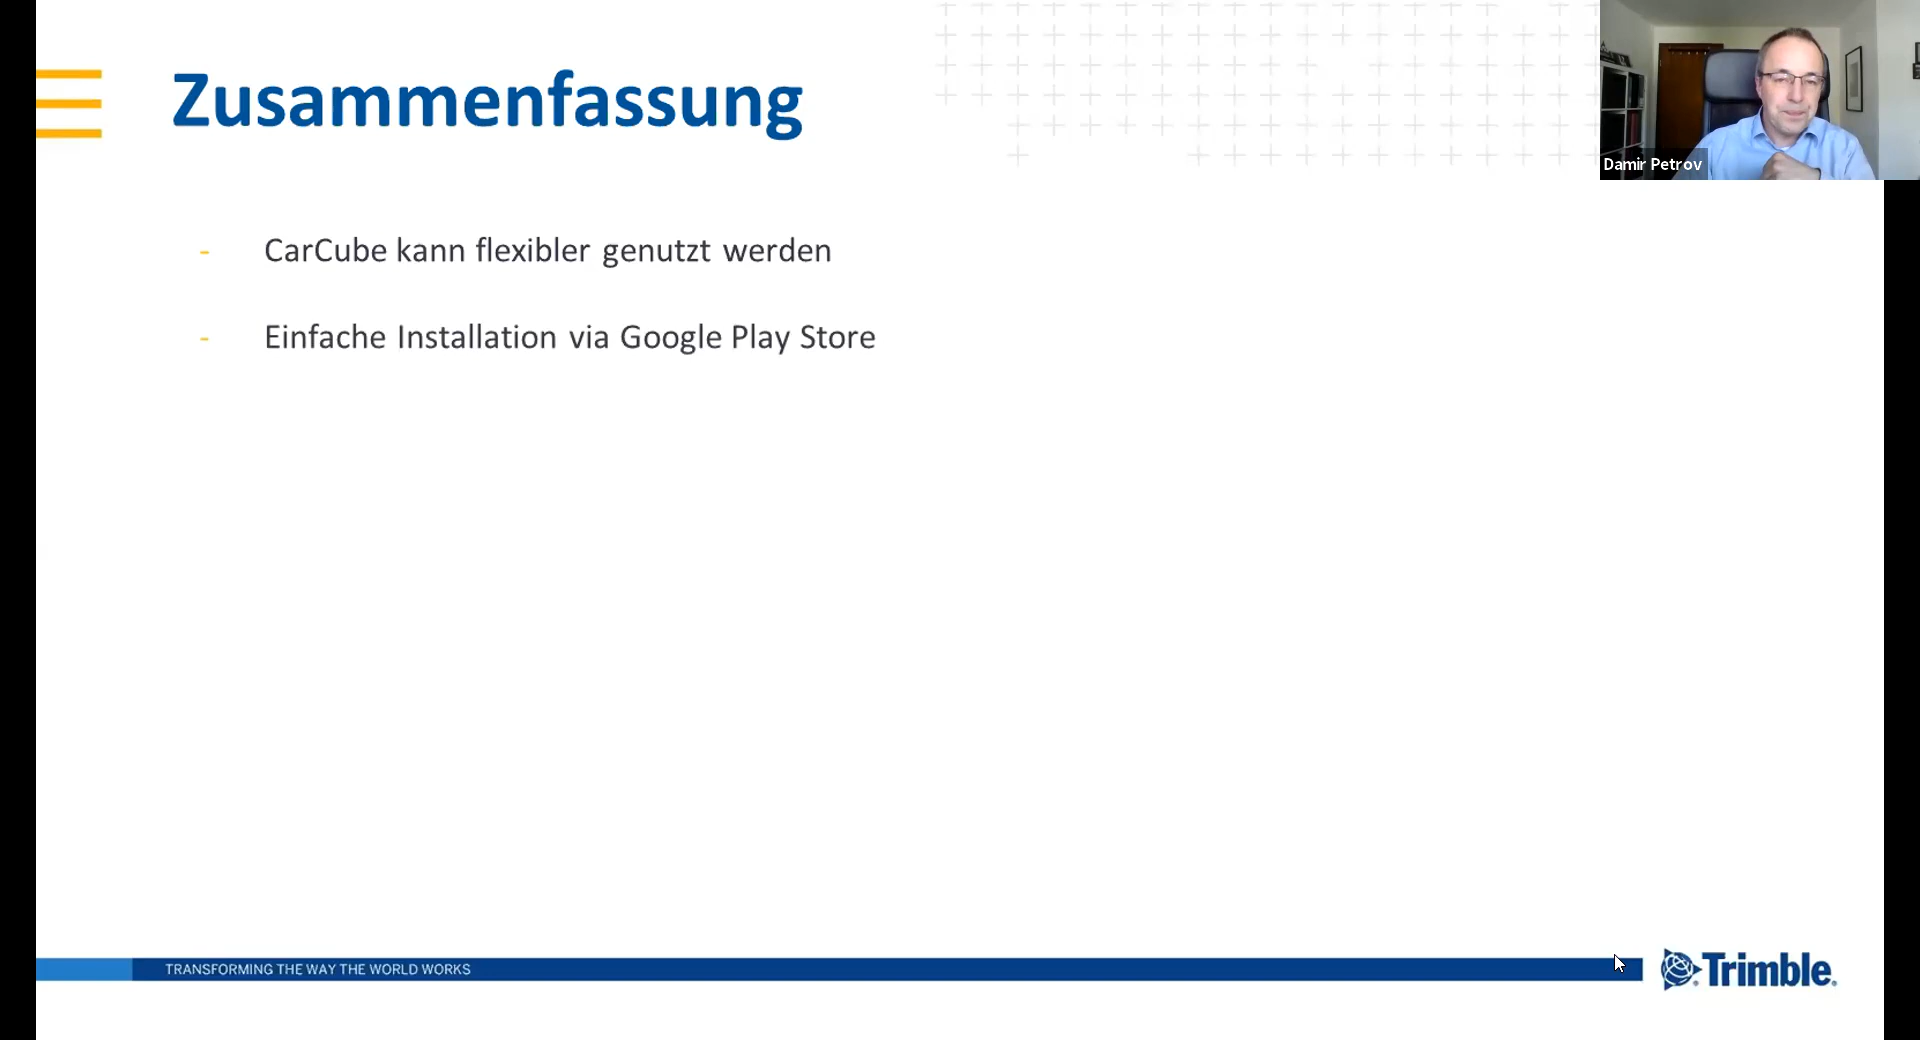 Zusammenfassung
Damir Petrov
- CarCube kann flexibler genutzt werden
- Einfache Installation via Google Play Store
TRANSFORMING THE WAY THE WORLD WORKS
Trimble